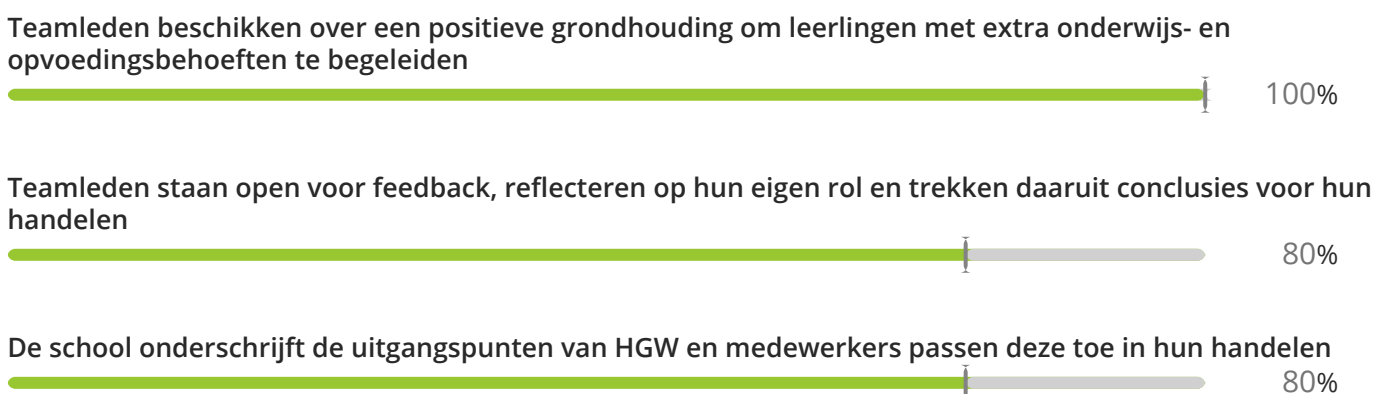 Teamleden beschikken over een positieve grondhouding om leerlingen met extra onderwijs- en
opvoedingsbehoeften te begeleiden
100%
Teamleden staan open voor feedback, reflecteren op hun eigen rol en trekken daaruit conclusies voor hun
handelen
80%
De school onderschrijft de uitgangspunten van HGW en medewerkers passen deze toe in hun handelen
80%